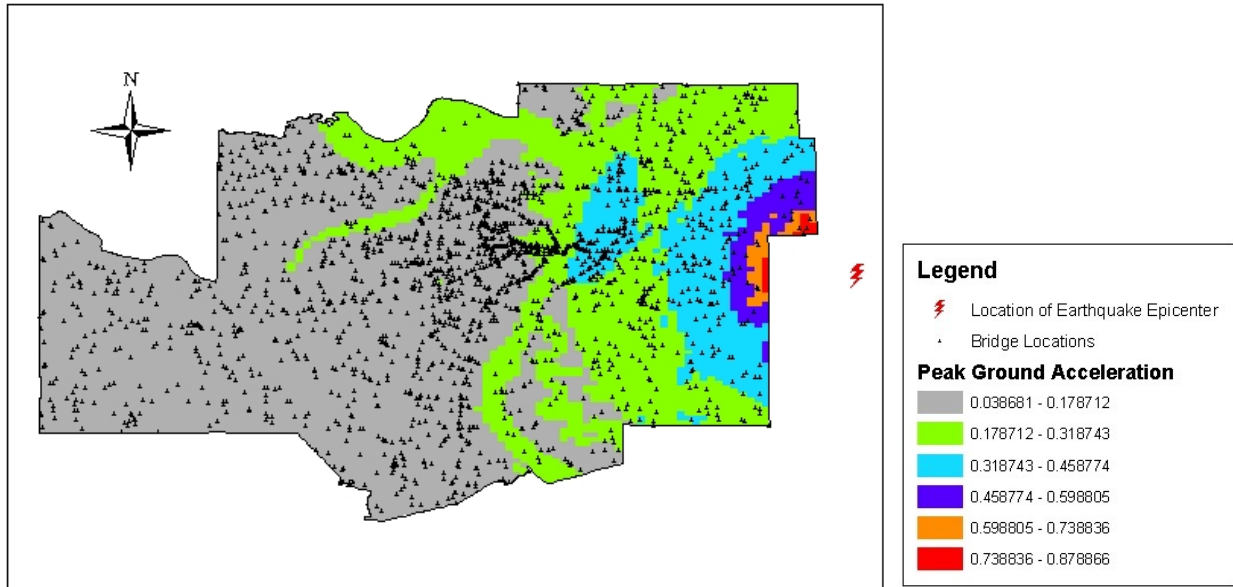 N
Legend
Location of Earthquake Epicenter
Bridge Locations
Peak Ground Acceleration
0.038681 - 0.178712
0.178712 - 0.318743
0.318743 - 0.458774
0.458774 - 0.598805
0.598805 - 0.738836
0.738836 - 0.878866